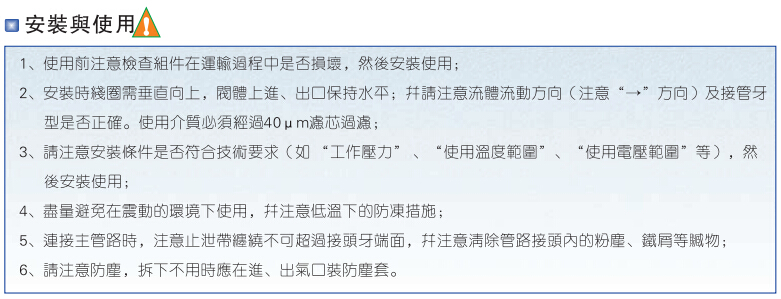 安裝與使用
1、使用前注意檢查組件在運輸過程中是否損壞，然後安裝使用；
2、安裝時綫圈需垂直向上，閥體上進、出口保持水平；幷請注意流體流動方向（注意“→”方向）及接管牙
型是否正確。使用介質必須經過40μm濾芯過濾；
3、請注意安裝條件是否符合技術要求（如 “工作壓力” 、“使用溫度範圍”、“使用電壓範圍”等），然
後安裝使用；
4、盡量避免在震動的環境下使用，幷注意低溫下的防凍措施；
5、連接主管路時，注意止泄帶纏繞不可超過接頭牙端面，幷注意清除管路接頭內的粉塵、鐵屑等臟物；
6、請注意防塵，拆下不用時應在進、出氣口裝防塵套。